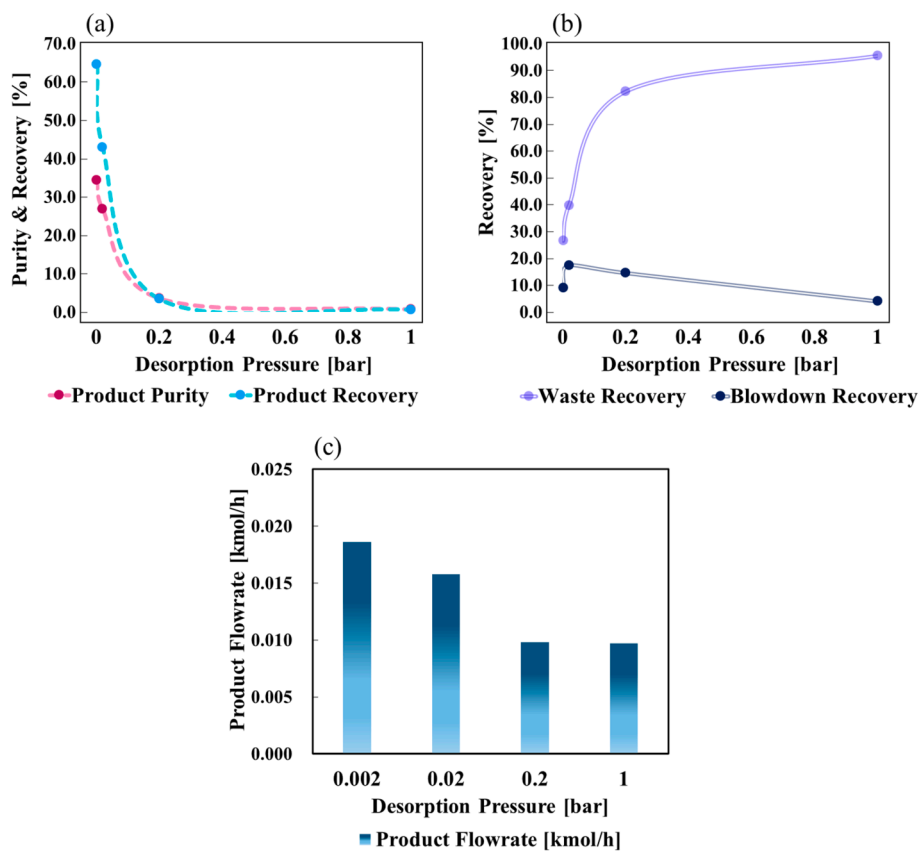 (a)
Purity & Recovery [%]
70.0
60.0
50.0
40.0
30.0
20.0
10.0
0.0
0 0.2 0.4 0.6 0.8 1
Desorption Pressure [bar]
Product Purity Product Recovery
(b)
Recovery [%]
100.0
90.0
80.0
70.0
60.0
50.0
40.0
30.0
20.0
10.0
0.0
0 0.2 0.4 0.6 0.8 1
Desorption Pressure [bar]
Waste Recovery Blowdown Recovery
(c)
Product Flowrate [kmol/h]
0.025
0.020
0.015
0.010
0.005
0.000
0.002 0.02 0.2 1
Desorption Pressure [bar]
Product Flowrate [kmol/h]